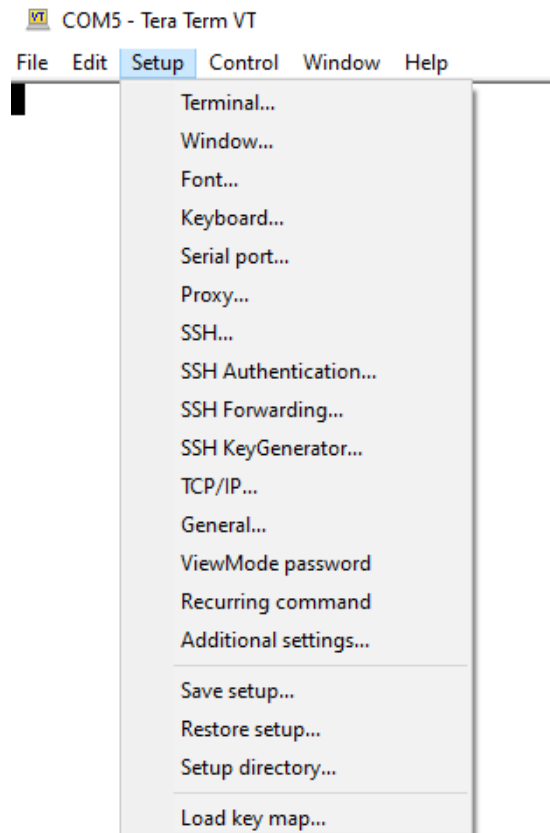 VT COM5 - Tera Term VT
File Edit Setup Control Window Help
Terminal...
Window...
Font...
Keyboard...
Serial port...
Proxy...
SSH...
SSH Authentication...
SSH Forwarding...
SSH KeyGenerator...
TCP/IP...
General...
ViewMode password
Recurring command
Additional settings...
Save setup...
Restore setup...
Setup directory...
Load key map...